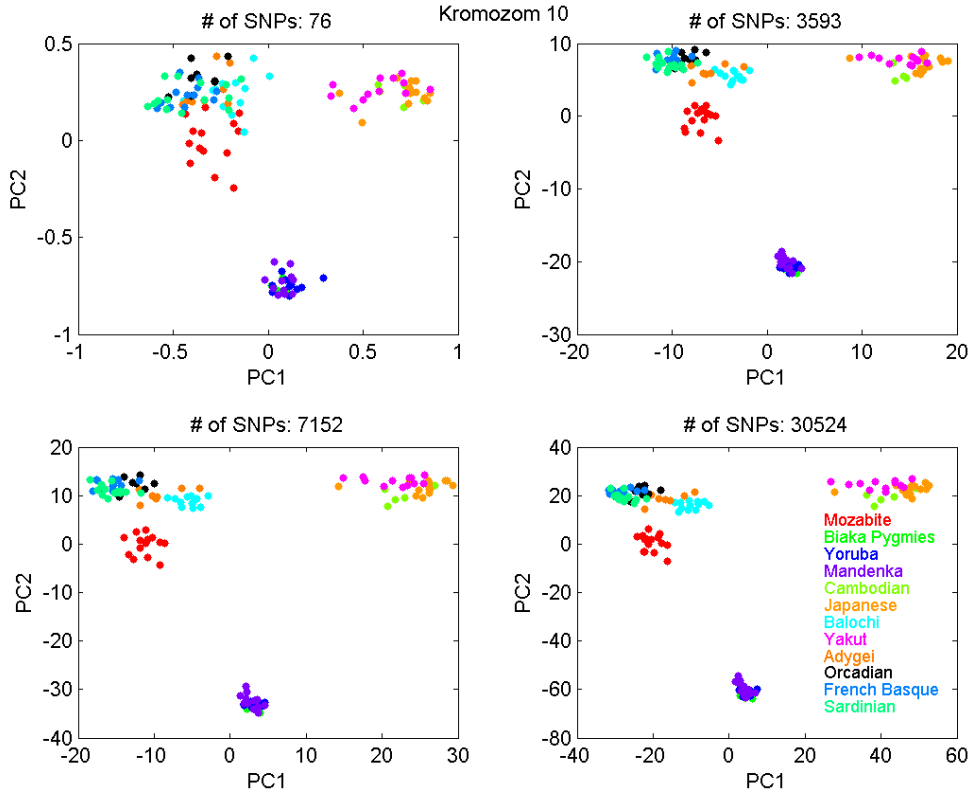 Kromozom 10
# of SNPs: 76
0.5
0
-0.5
-1
PC2
-1 -0.5 0 0.5 1
PC1
# of SNPs: 3593
10
0
-10
-20
-30
PC2
-20 -10 0 10 20
PC1
# of SNPs: 7152
20
10
0
-10
-20
-30
-40
PC2
-20 -10 0 10 20 30
PC1
# of SNPs: 30524
40
20
0
-20
-40
-60
-80
PC2
-40 -20 0 20 40 60
PC1
Mozabite
Biaka Pygmies
Yoruba
Mandenka
Cambodian
Japanese
Balochi
Yakut
Adygei
Orcadian
French Basque
Sardinian